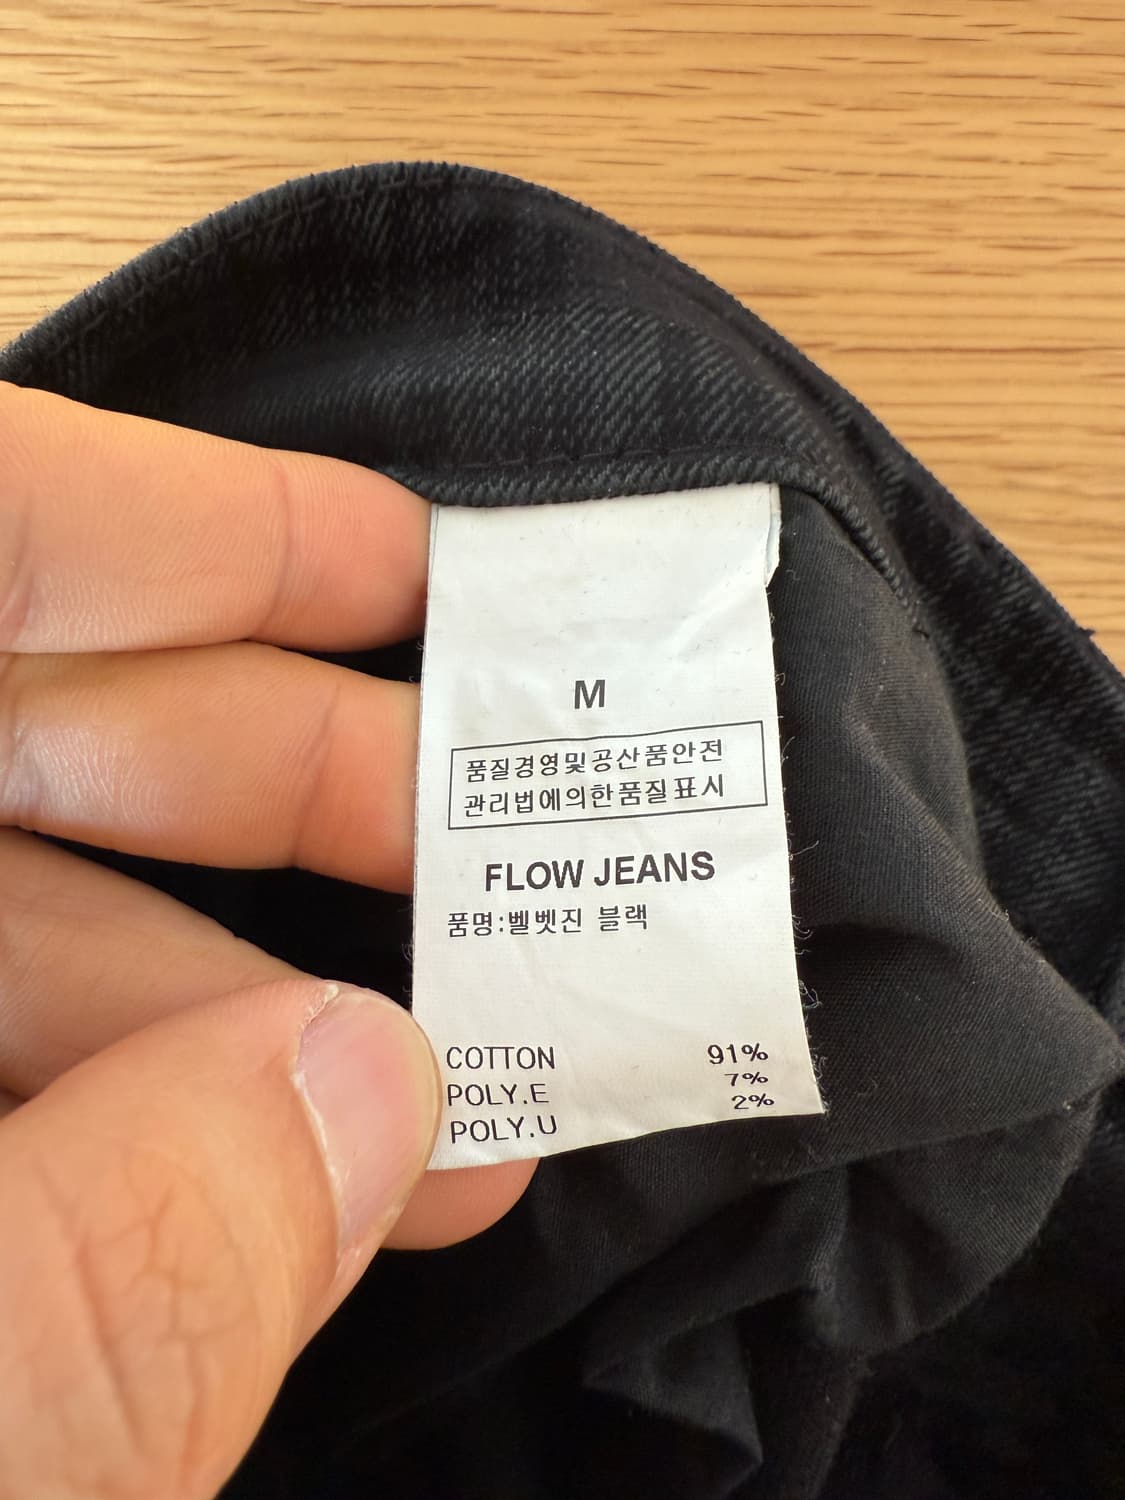 M
품질경영및공산품안전
관리법에의한품질표시
FLOW JEANS
품명:벨벳진 블랙
COTTON 91%
POLY.E 7%
POLY.U 2%